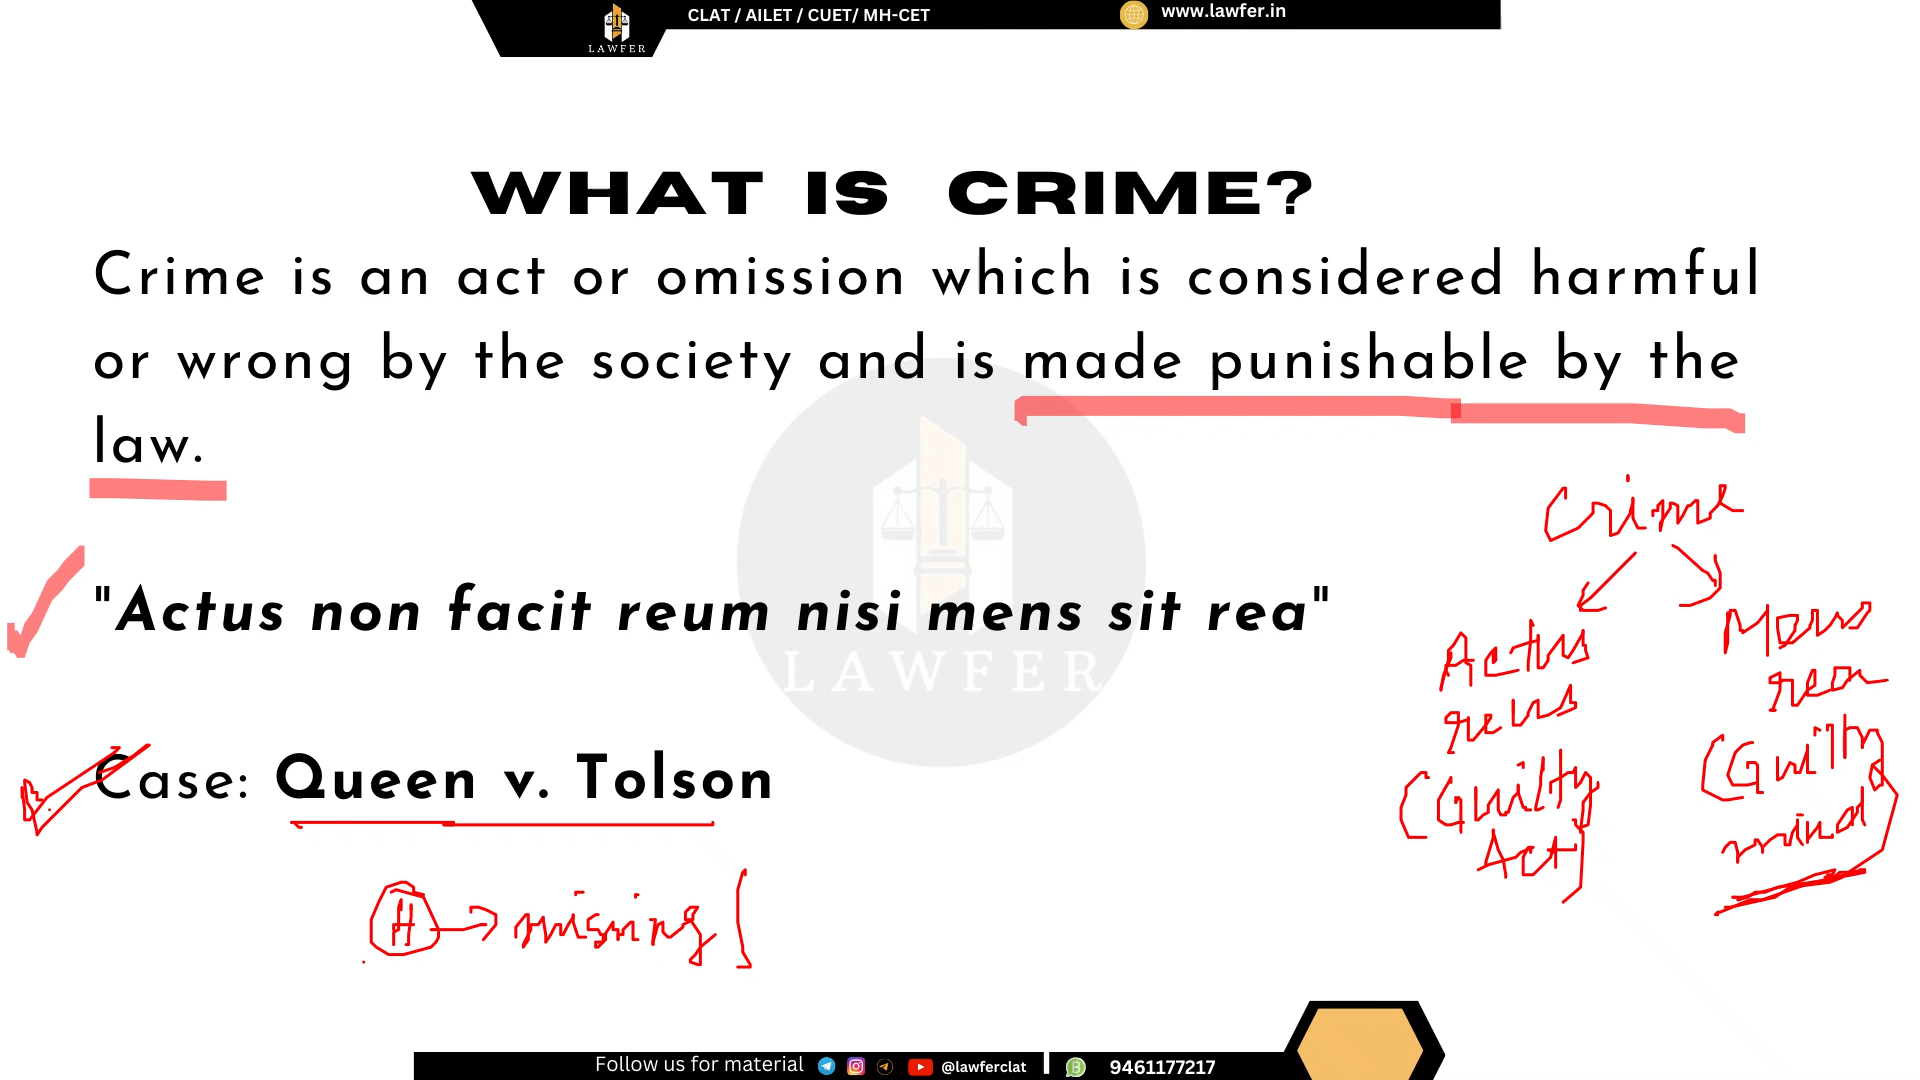 CLAT / AILET / CUET/ MH-CET
www.lawfer.in
LAWFER
WHAT IS CRIME?
Crime is an act or omission which is considered harmful
or wrong by the society and is made punishable by the
law.
Crime
"Actus non facit reum nisi mens sit rea"
Actus
reus
(Guilty
Act)
Mens
rea
(Guilty
mind)
LAWFER
Case: Queen v. Tolson
H → missing (
Follow us for material
@lawferclat
9461177217